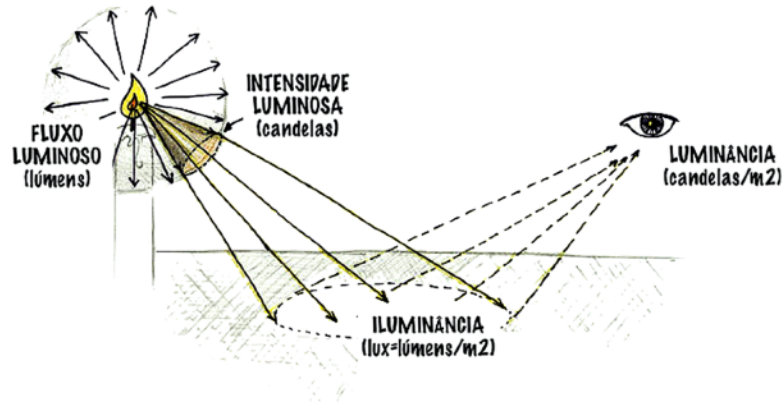 INTENSIDADE
LUMINOSA
(candelas)
FLUXO
LUMINOSO
(lúmens)
LUMINÂNCIA
(candelas/m2)
ILUMINÂNCIA
(lux=lúmens/m2)